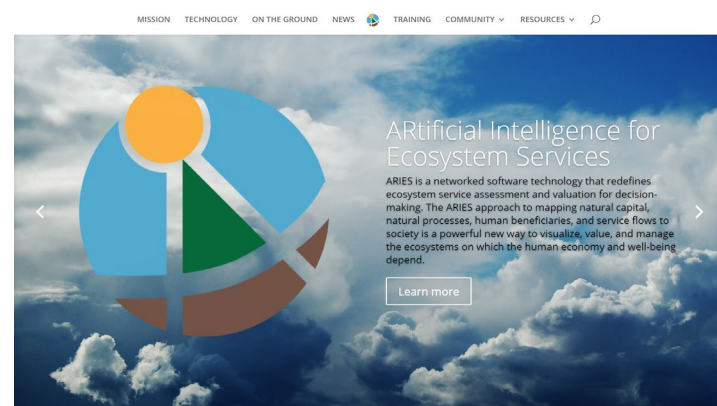 MISSION TECHNOLOGY ON THE GROUND NEWS TRAINING COMMUNITY RESOURCES
ARtificial Intelligence for
Ecosystem Services
ARIES is a networked software technology that redefines
ecosystem service assessment and valuation for decision-
making. The ARIES approach to mapping natural capital,
natural processes, human beneficiaries, and service flows to
society is a powerful new way to visualize, value, and manage
the ecosystems on which the human economy and well-being
depend.
Learn more